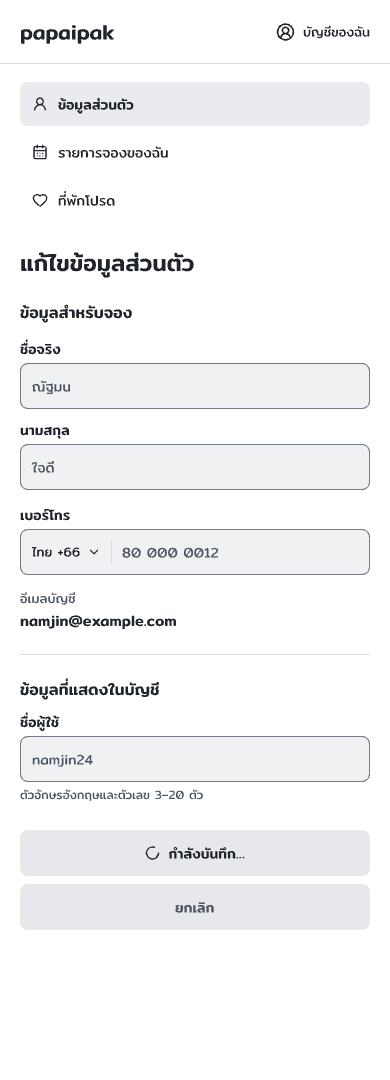 papaipak
บัญชีของฉัน
ข้อมูลส่วนตัว
รายการจองของฉัน
ที่พักโปรด
แก้ไขข้อมูลส่วนตัว
ข้อมูลสำหรับจอง
ชื่อจริง
ณัฐมน
นามสกุล
ใจดี
เบอร์โทร
ไทย +66 80 000 0012
อีเมลบัญชี
namjin@example.com
ข้อมูลที่แสดงในบัญชี
ชื่อผู้ใช้
namjin24
ตัวอักษรอังกฤษและตัวเลข 3–20 ตัว
กำลังบันทึก...
ยกเลิก